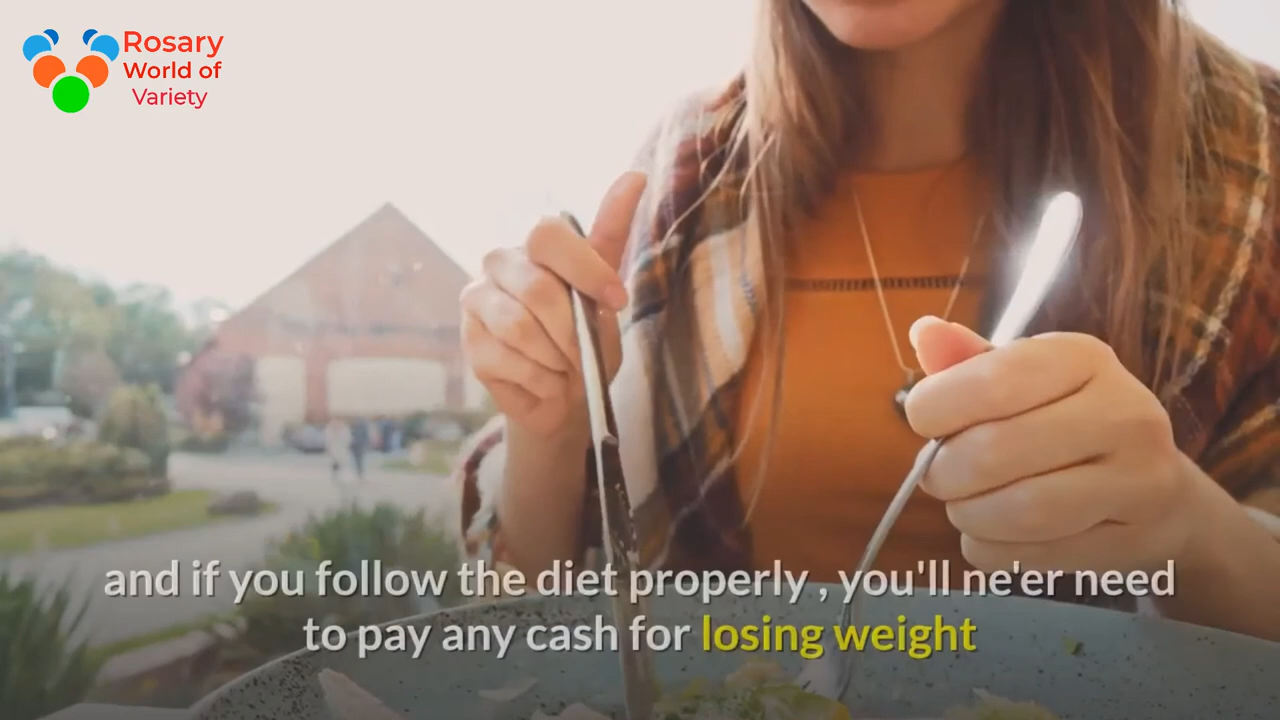 Rosary
World of
Variety
and if you follow the diet properly , you'll ne'er need
to pay any cash for losing weight